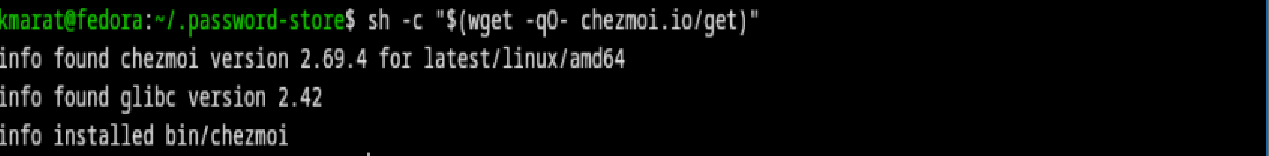 kmarat@fedora:~/.password-store$ sh -c "$(wget -qO- chezmoi.io/get)"
info found chezmoi version 2.69.4 for latest/linux/amd64
info found glibc version 2.42
info installed bin/chezmoi